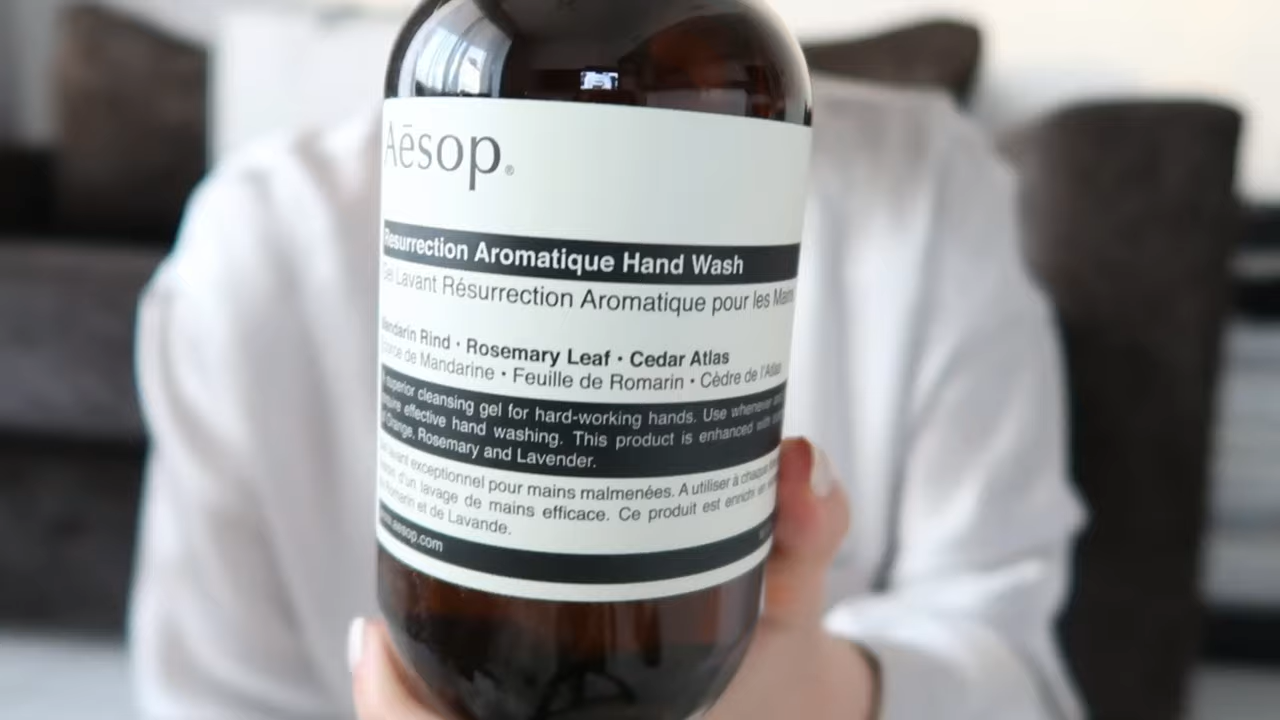 Aēsop®
Resurrection Aromatique Hand Wash
Gel Lavant Résurrection Aromatique pour les Mains
Mandarin Rind · Rosemary Leaf · Cedar Atlas
Écorce de Mandarine · Feuille de Romarin · Cèdre de l'Atlas
superior cleansing gel for hard-working hands. Use whenever
effective hand washing. This product is enhanced with
Orange, Rosemary and Lavender.
lavant exceptionnel pour mains malmenées. A utiliser à chaque
d'un lavage de mains efficace. Ce produit est enrichi en
Romarin et de Lavande.
www.aesop.com